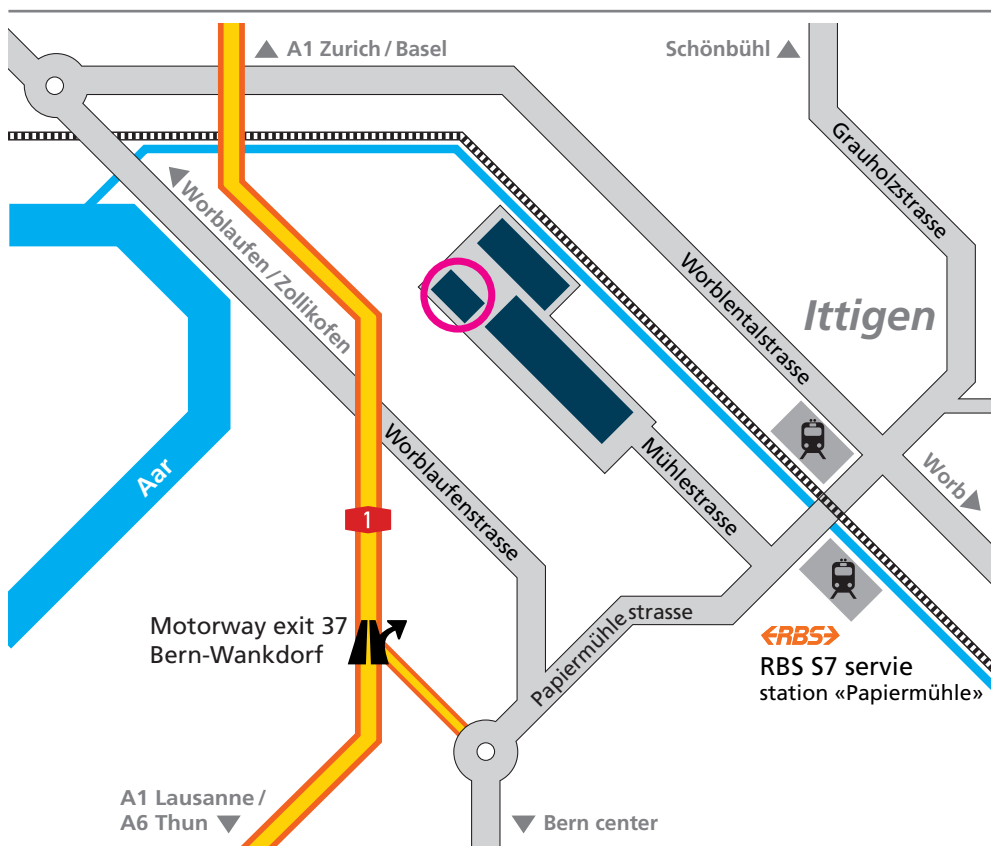 A1 Zurich / Basel
Schönbühl
Grauholzstrasse
Worblaufen / Zollikofen
Worblentalstrasse
Ittigen
Aar
Worblaufenstrasse
Mühlestrasse
Worb
1
Motorway exit 37
Bern-Wankdorf
Papiermühlestrasse
RBS
RBS S7 servie
station «Papiermühle»
A1 Lausanne /
A6 Thun
Bern center